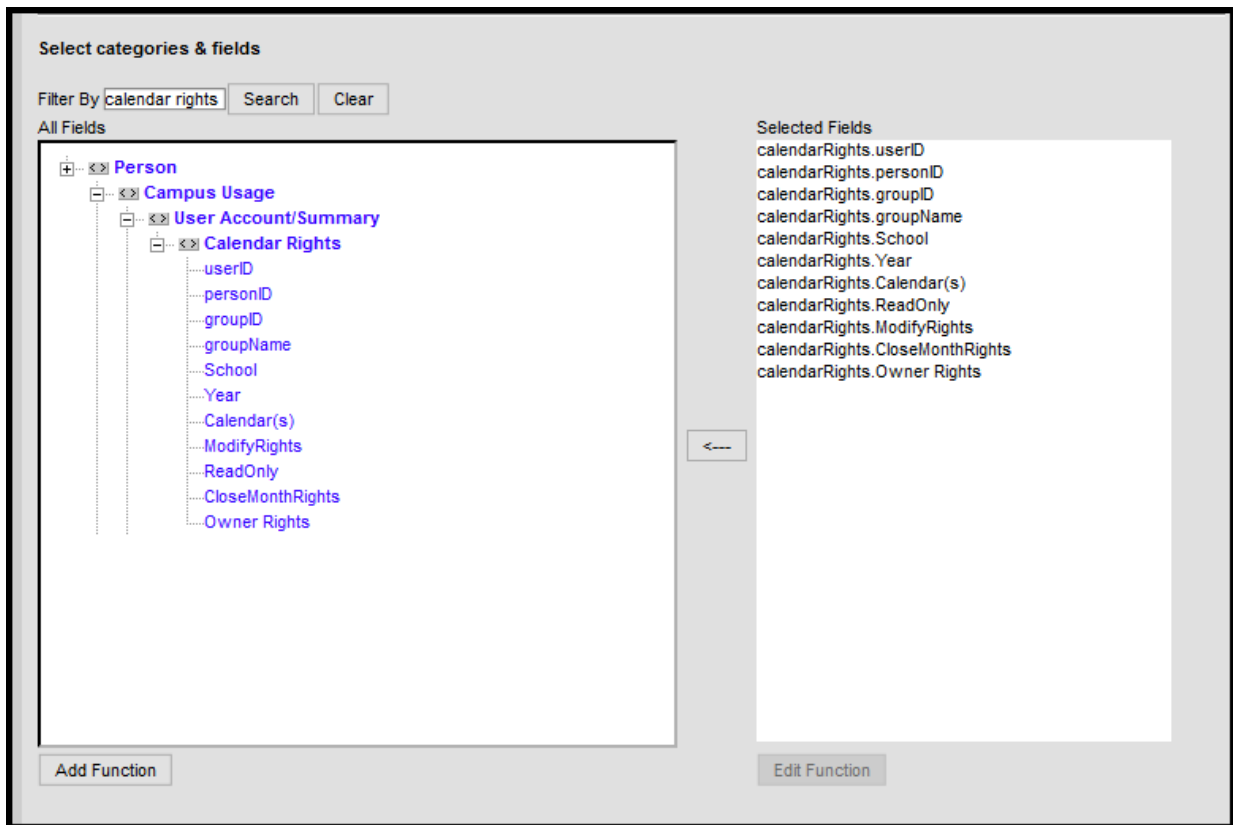 Select categories & fields
Filter By calendar rights Search Clear
All Fields
Person
Campus Usage
User Account/Summary
Calendar Rights
userID
personID
groupID
groupName
School
Year
Calendar(s)
ModifyRights
ReadOnly
CloseMonthRights
Owner Rights
Add Function
<---
Selected Fields
calendarRights.userID
calendarRights.personID
calendarRights.groupID
calendarRights.groupName
calendarRights.School
calendarRights.Year
calendarRights.Calendar(s)
calendarRights.ReadOnly
calendarRights.ModifyRights
calendarRights.CloseMonthRights
calendarRights.Owner Rights
Edit Function